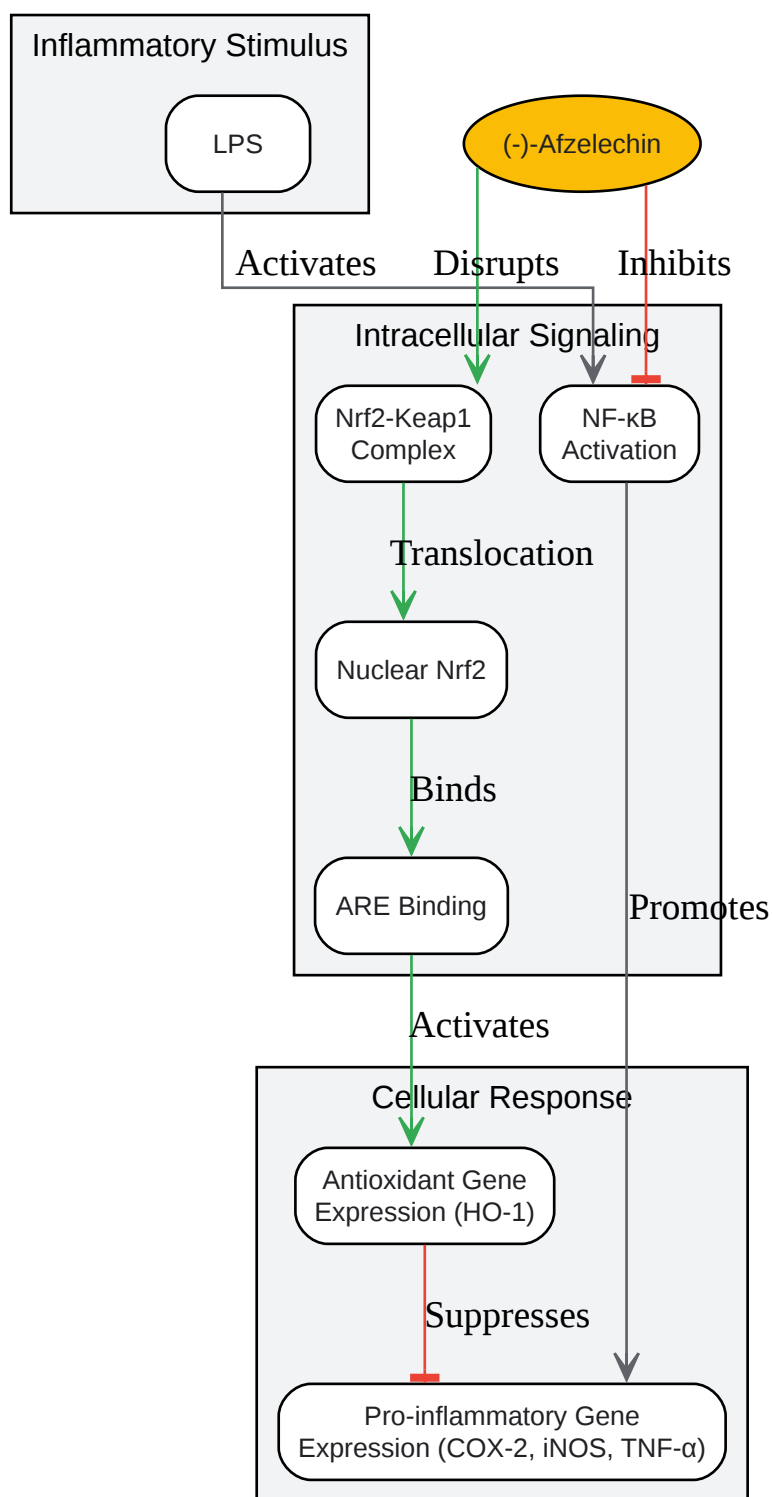 Inflammatory Stimulus
LPS
(-)-Afzelechin
Activates
Disrupts
Inhibits
Intracellular Signaling
Nrf2-Keap1
Complex
NF-κB
Activation
Translocation
Nuclear Nrf2
Binds
ARE Binding
Promotes
Activates
Cellular Response
Antioxidant Gene
Expression (HO-1)
Suppresses
Pro-inflammatory Gene
Expression (COX-2, iNOS, TNF-α)